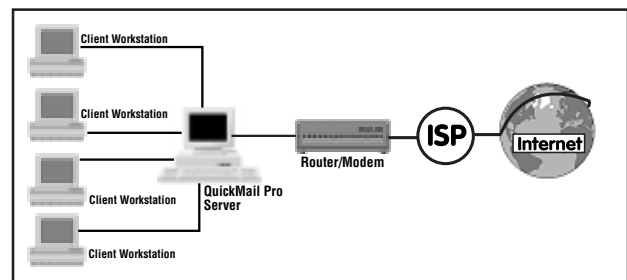 Client Workstation
Client Workstation
Client Workstation
Client Workstation
QuickMail Pro
Server
Router/Modem
ISP
Internet